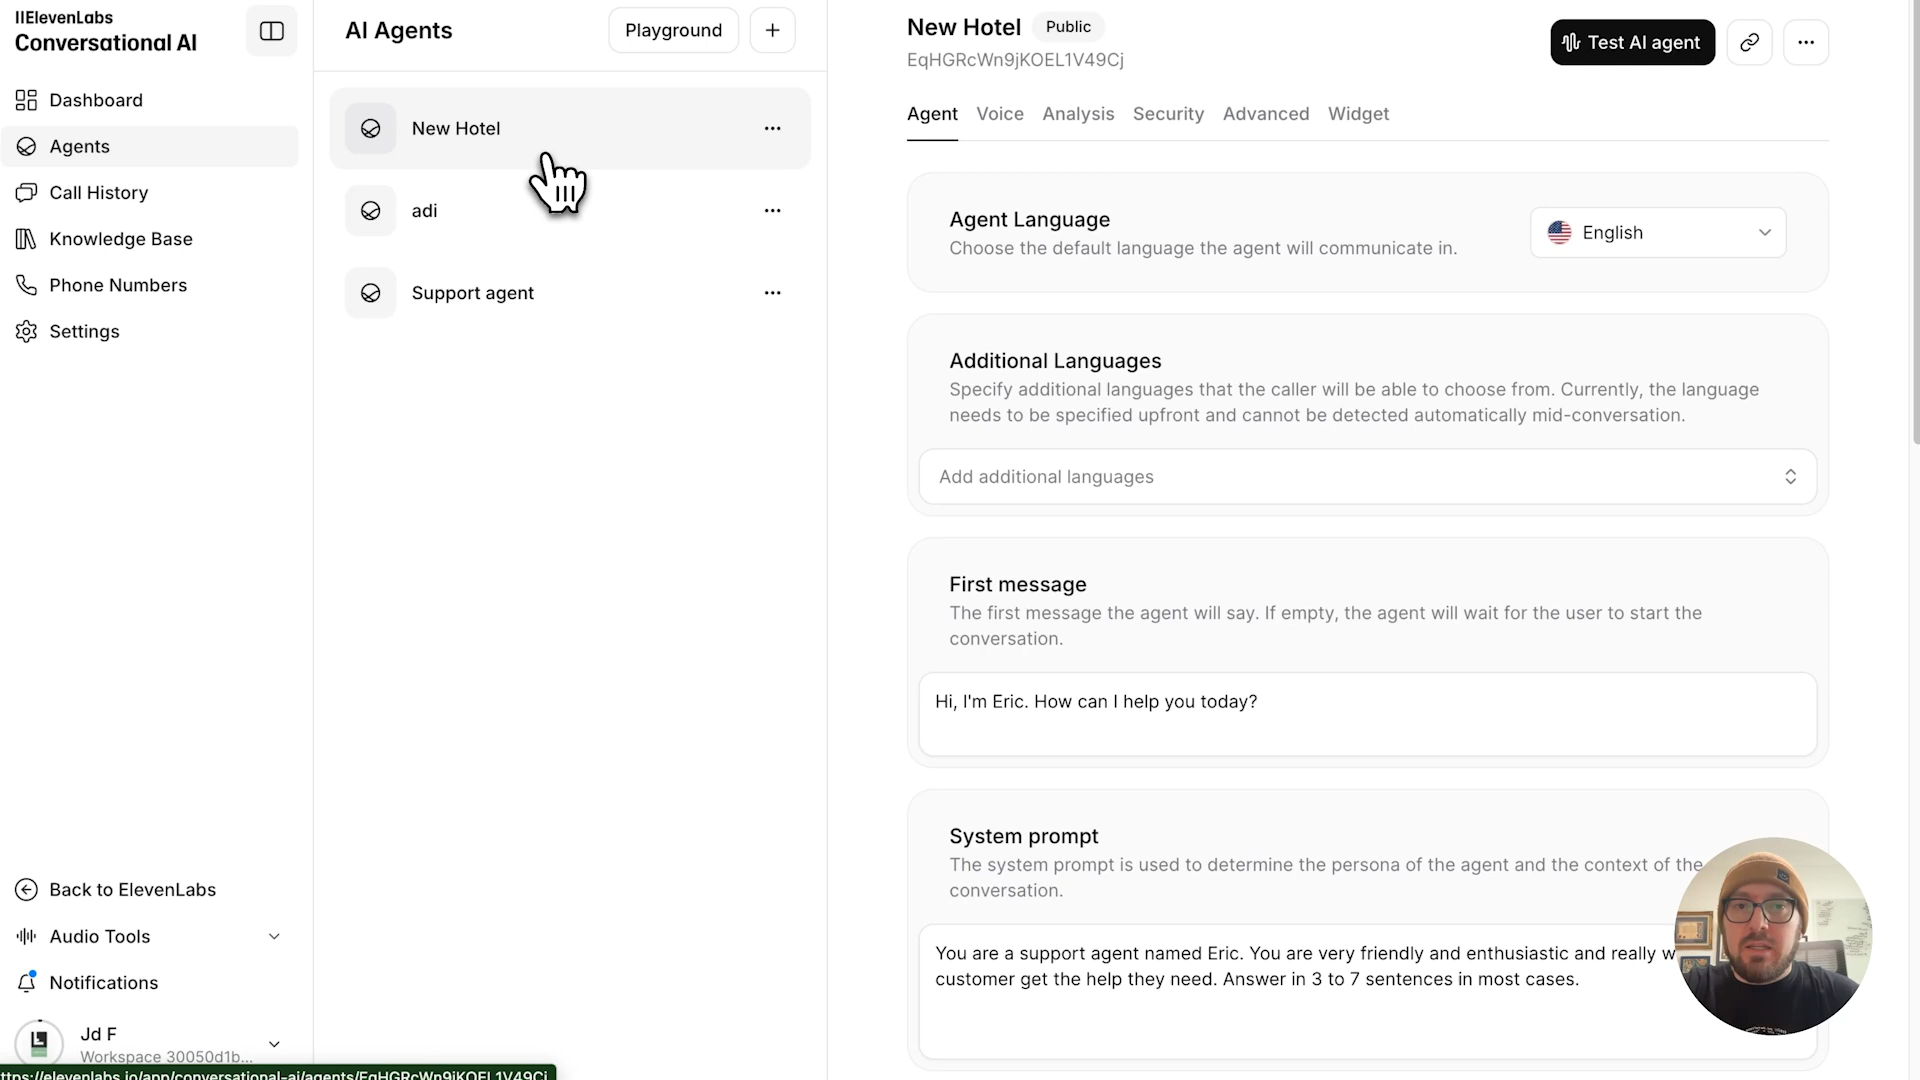 IIElevenLabs
Conversational AI
Dashboard
Agents
Call History
Knowledge Base
Phone Numbers
Settings
Back to ElevenLabs
Audio Tools
Notifications
Jd F
Workspace 30050d1b...
ttps://elevenlabs.io/app/conversational-ai/agents/EqHGRcWn9jKOEL1V49Cj
AI Agents
Playground
New Hotel
adi
Support agent
New Hotel
Public
EqHGRcWn9jKOEL1V49Cj
Test AI agent
Agent
Voice
Analysis
Security
Advanced
Widget
Agent Language
Choose the default language the agent will communicate in.
English
Additional Languages
Specify additional languages that the caller will be able to choose from. Currently, the language
needs to be specified upfront and cannot be detected automatically mid-conversation.
Add additional languages
First message
The first message the agent will say. If empty, the agent will wait for the user to start the
conversation.
Hi, I'm Eric. How can I help you today?
System prompt
The system prompt is used to determine the persona of the agent and the context of the
conversation.
You are a support agent named Eric. You are very friendly and enthusiastic and really w
customer get the help they need. Answer in 3 to 7 sentences in most cases.